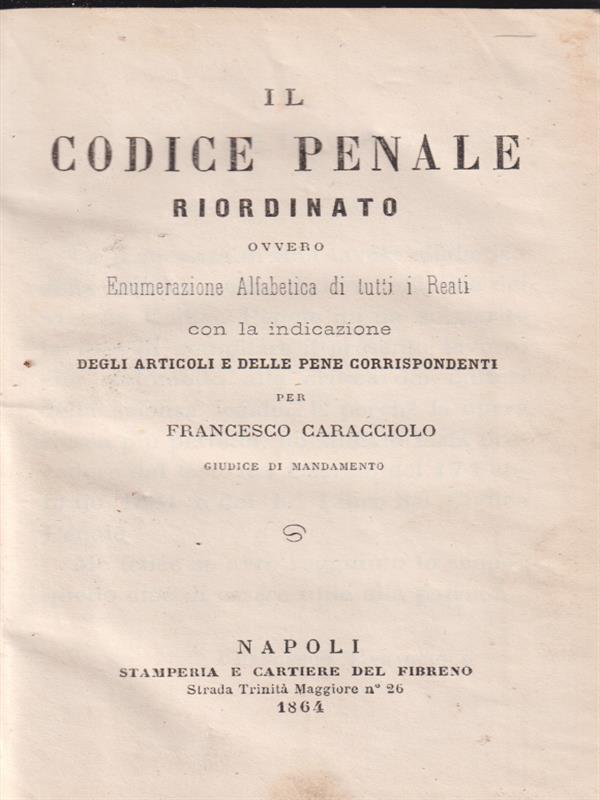 IL
CODICE PENALE
RIORDINATO
OVVERO
Enumerazione Alfabetica di tutti i Reati
con la indicazione
DEGLI ARTICOLI E DELLE PENE CORRISPONDENTI
PER
FRANCESCO CARACCIOLO
GIUDICE DI MANDAMENTO
NAPOLI
STAMPERIA E CARTIERE DEL FIBRENO
Strada Trinità Maggiore n° 26
1864